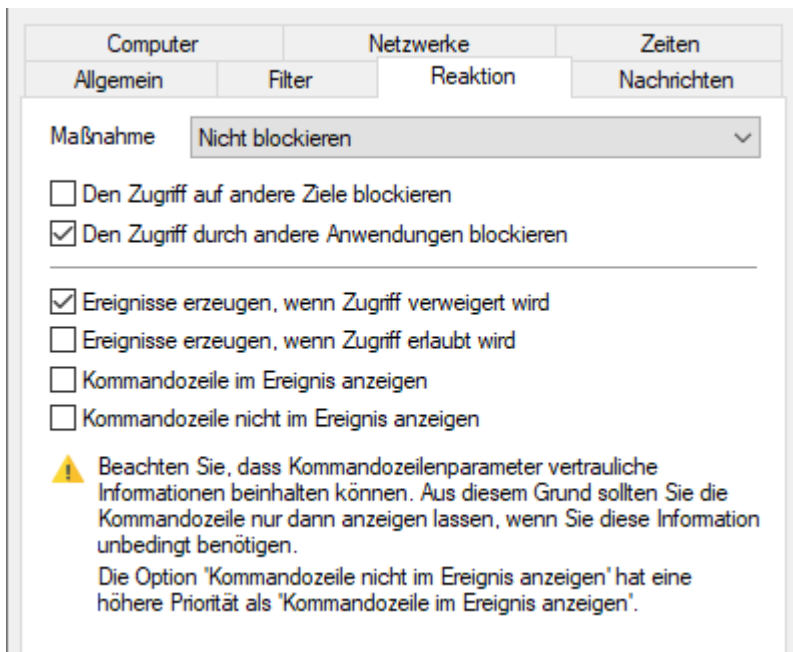 Computer Netzwerke Zeiten
Allgemein Filter Reaktion Nachrichten
Maßnahme Nicht blockieren
Den Zugriff auf andere Ziele blockieren
Den Zugriff durch andere Anwendungen blockieren
Ereignisse erzeugen, wenn Zugriff verweigert wird
Ereignisse erzeugen, wenn Zugriff erlaubt wird
Kommandozeile im Ereignis anzeigen
Kommandozeile nicht im Ereignis anzeigen
Beachten Sie, dass Kommandozeilenparameter vertrauliche
Informationen beinhalten können. Aus diesem Grund sollten Sie die
Kommandozeile nur dann anzeigen lassen, wenn Sie diese Information
unbedingt benötigen.
Die Option "Kommandozeile nicht im Ereignis anzeigen" hat eine
höhere Priorität als "Kommandozeile im Ereignis anzeigen".